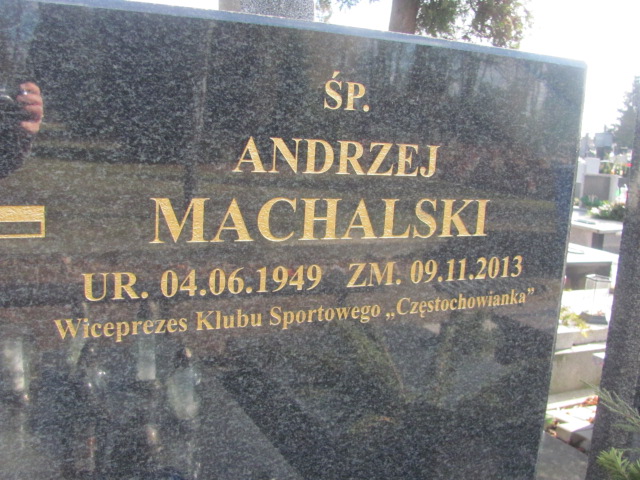 ŚP.
ANDRZEJ
MACHALSKI
UR. 04.06.1949 ZM. 09.11.2013
Wiceprezes Klubu Sportowego „Częstochowianka”